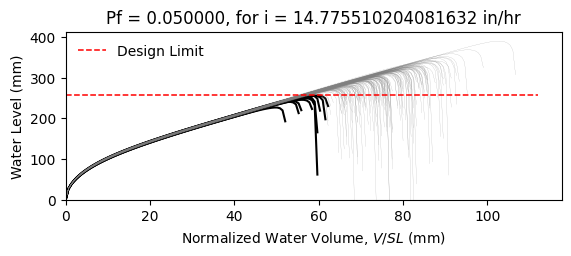 Pf = 0.050000, for i = 14.775510204081632 in/hr
Water Level (mm)
400
300
200
100
0
Design Limit
0 20 40 60 80 100
Normalized Water Volume, V/SL (mm)